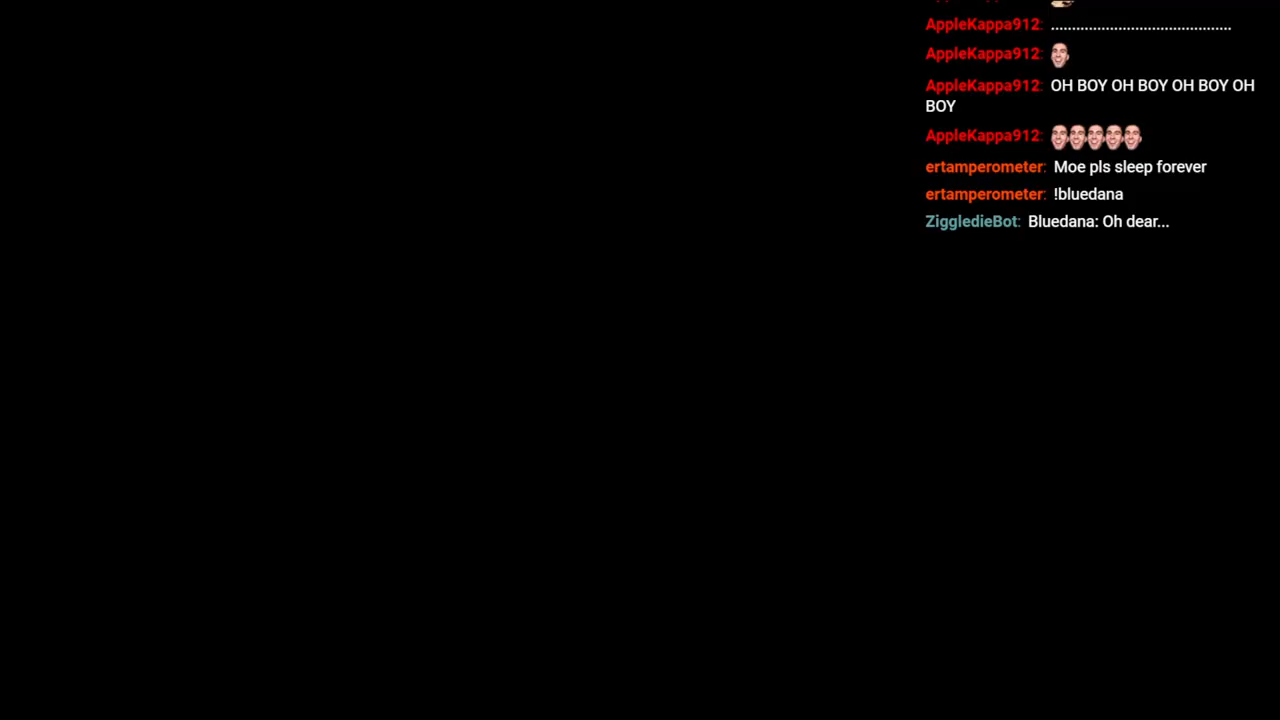 AppleKappa912: ...........................................
AppleKappa912:
AppleKappa912: OH BOY OH BOY OH BOY OH
BOY
AppleKappa912:
ertamperometer: Moe pls sleep forever
ertamperometer: !bluedana
ZiggledieBot: Bluedana: Oh dear...